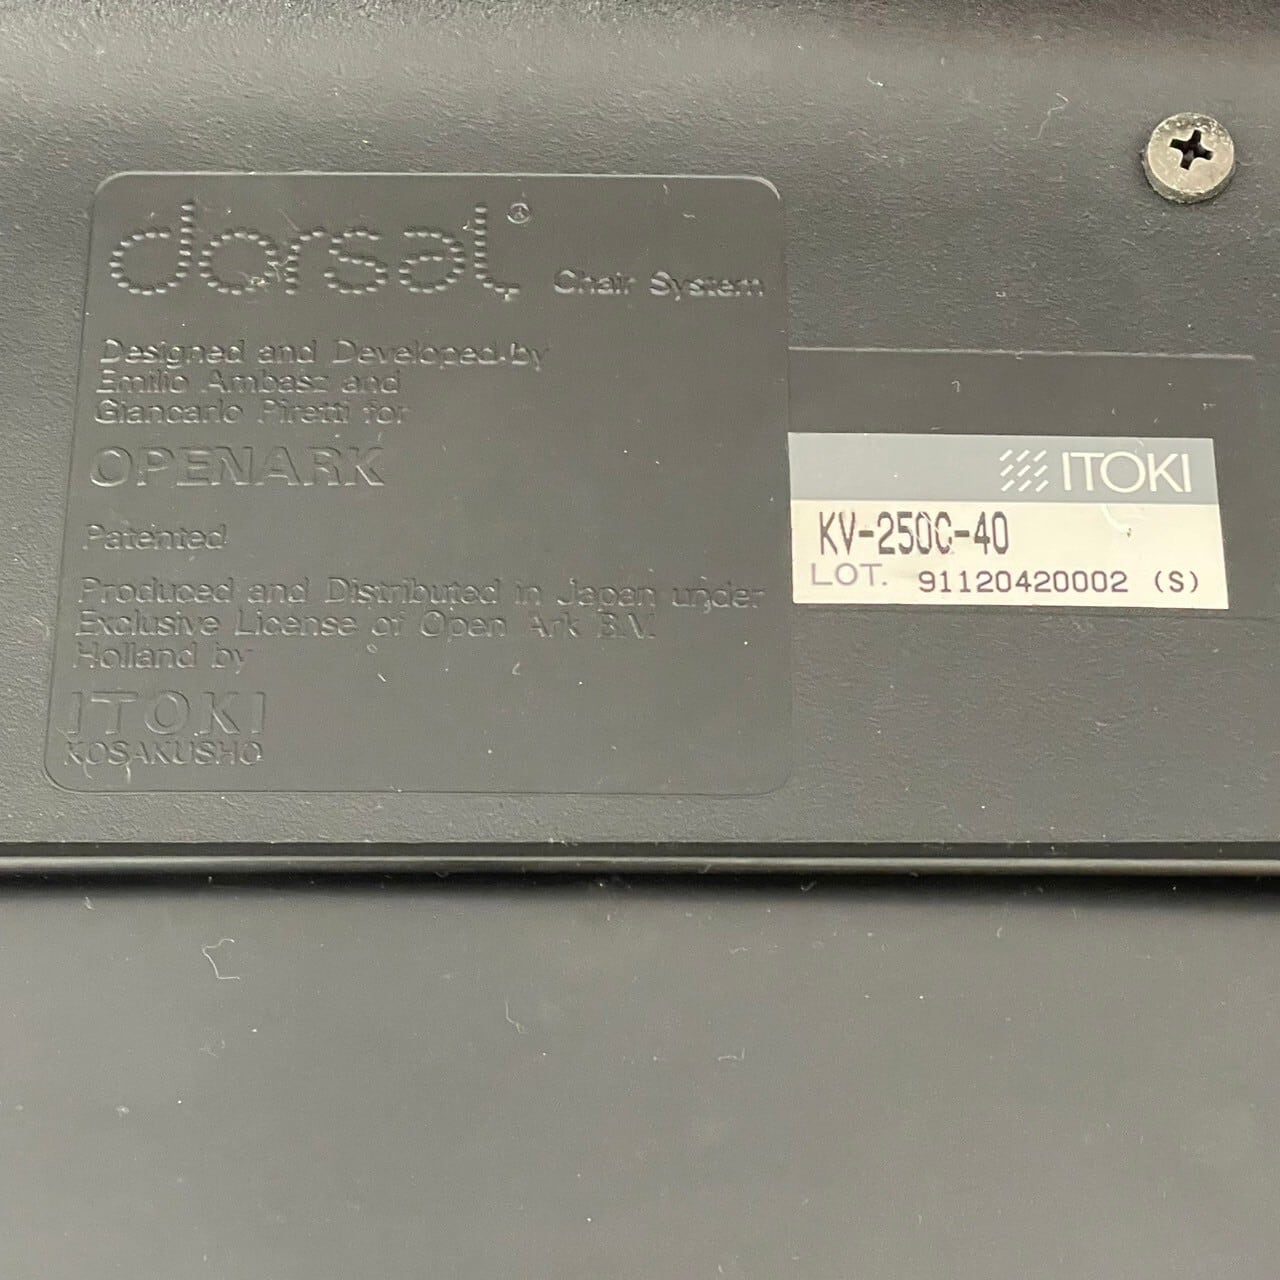 dorsal® Chair System
Designed and Developed by
Emilio Ambasz and
Giancarlo Piretti for
OPENARK
Patented
Produced and Distributed in Japan under
Exclusive License of Open Ark B.V.
Holland by
ITOKI
KOSAKUSHO
ITOKI
KV-250C-40
LOT. 91120420002 (S)